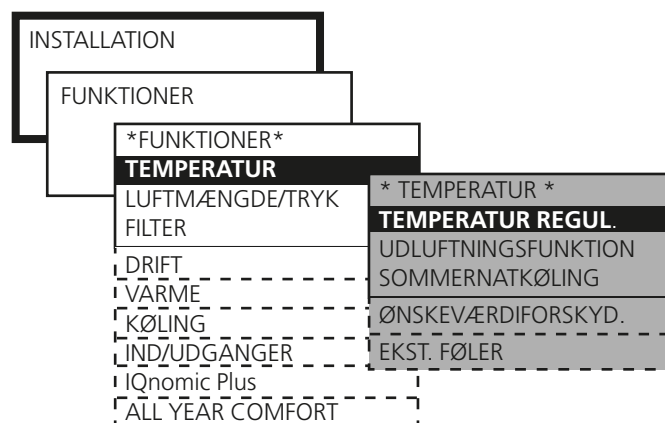 INSTALLATION
FUNKTIONER
*FUNKTIONER*
TEMPERATUR
LUFTMÆNGDE/TRYK
FILTER
DRIFT
VARME
KØLING
IND/UDGANGER
IQnomic Plus
ALL YEAR COMFORT
* TEMPERATUR *
TEMPERATUR REGUL.
UDLUFTNINGSFUNKTION
SOMMERNATKØLING
ØNSKEVÆRDIFORSKYD.
EKST. FØLER